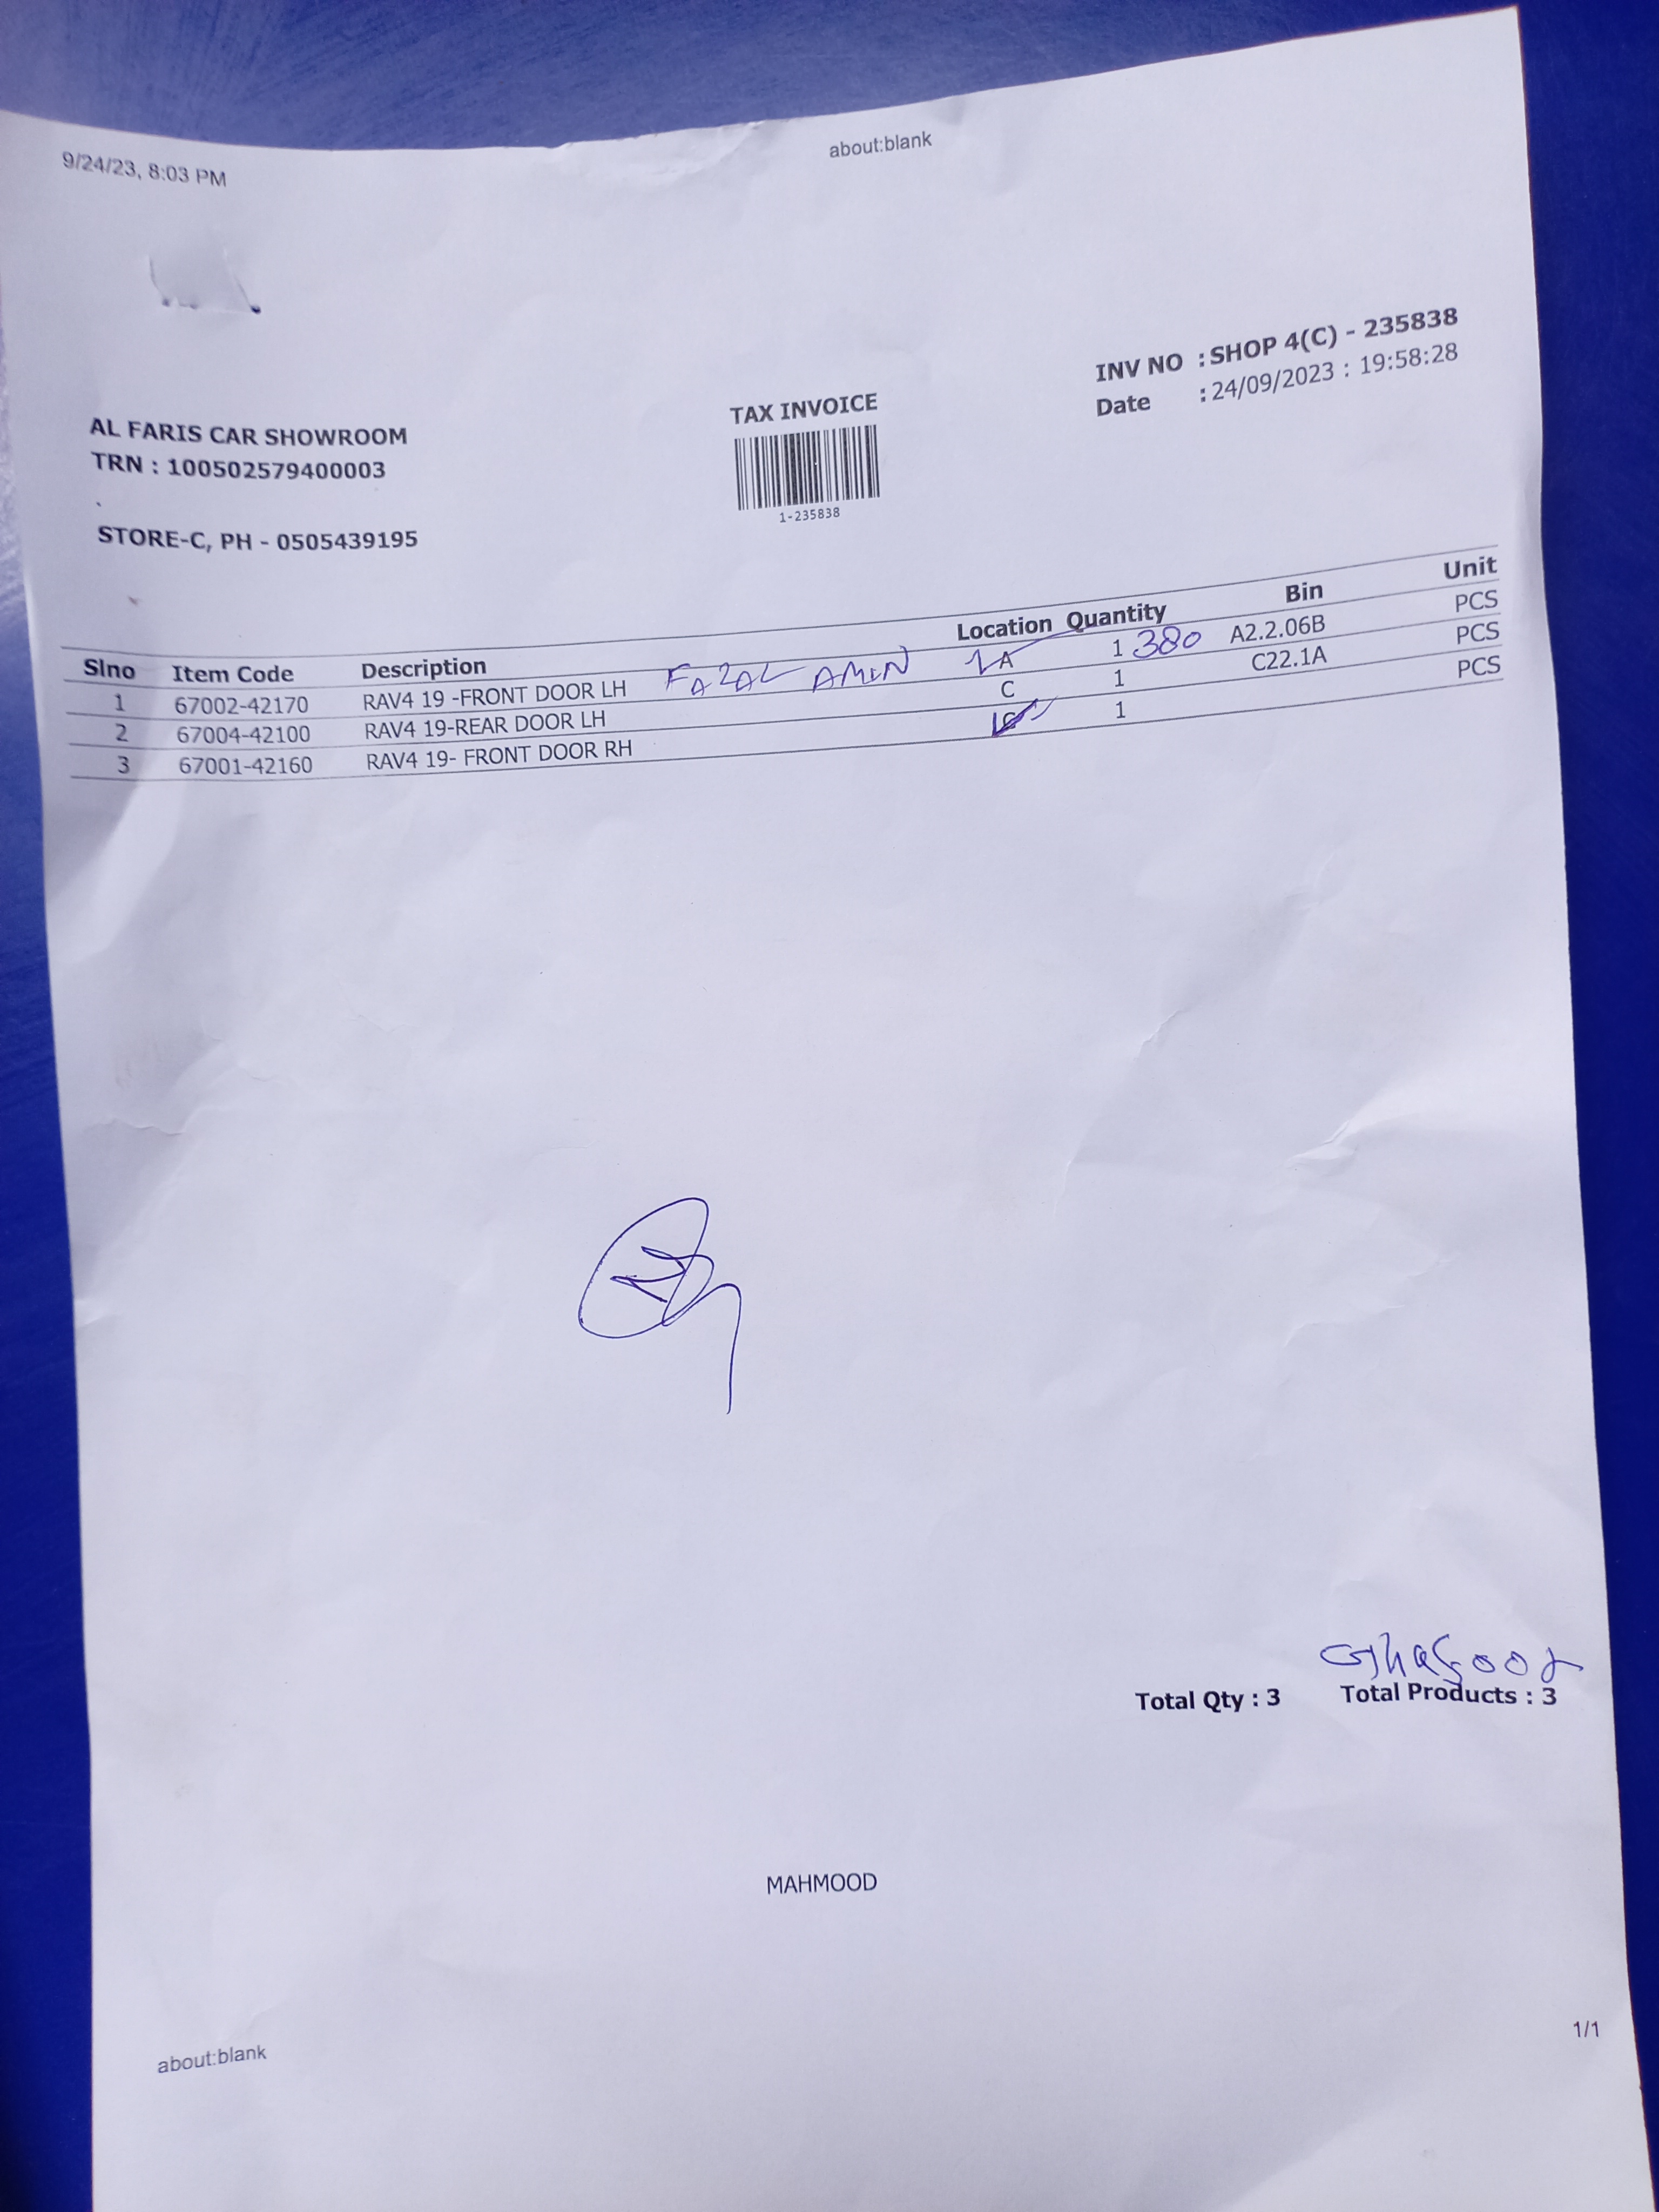 9/24/23, 8:03 PM
about:blank
INV NO : SHOP 4(C) - 235838
Date : 24/09/2023 : 19:58:28
TAX INVOICE
1-235838
AL FARIS CAR SHOWROOM
TRN : 100502579400003
.
STORE-C, PH - 0505439195
Slno Item Code Description Location Quantity Bin Unit
1 67002-42170 RAV4 19 -FRONT DOOR LH FAZAL AMIN A 1 380 A2.2.06B PCS
2 67004-42100 RAV4 19-REAR DOOR LH C 1 C22.1A PCS
3 67001-42160 RAV4 19- FRONT DOOR RH C 1 PCS
Ghafoor
Total Qty : 3 Total Products : 3
MAHMOOD
about:blank
1/1